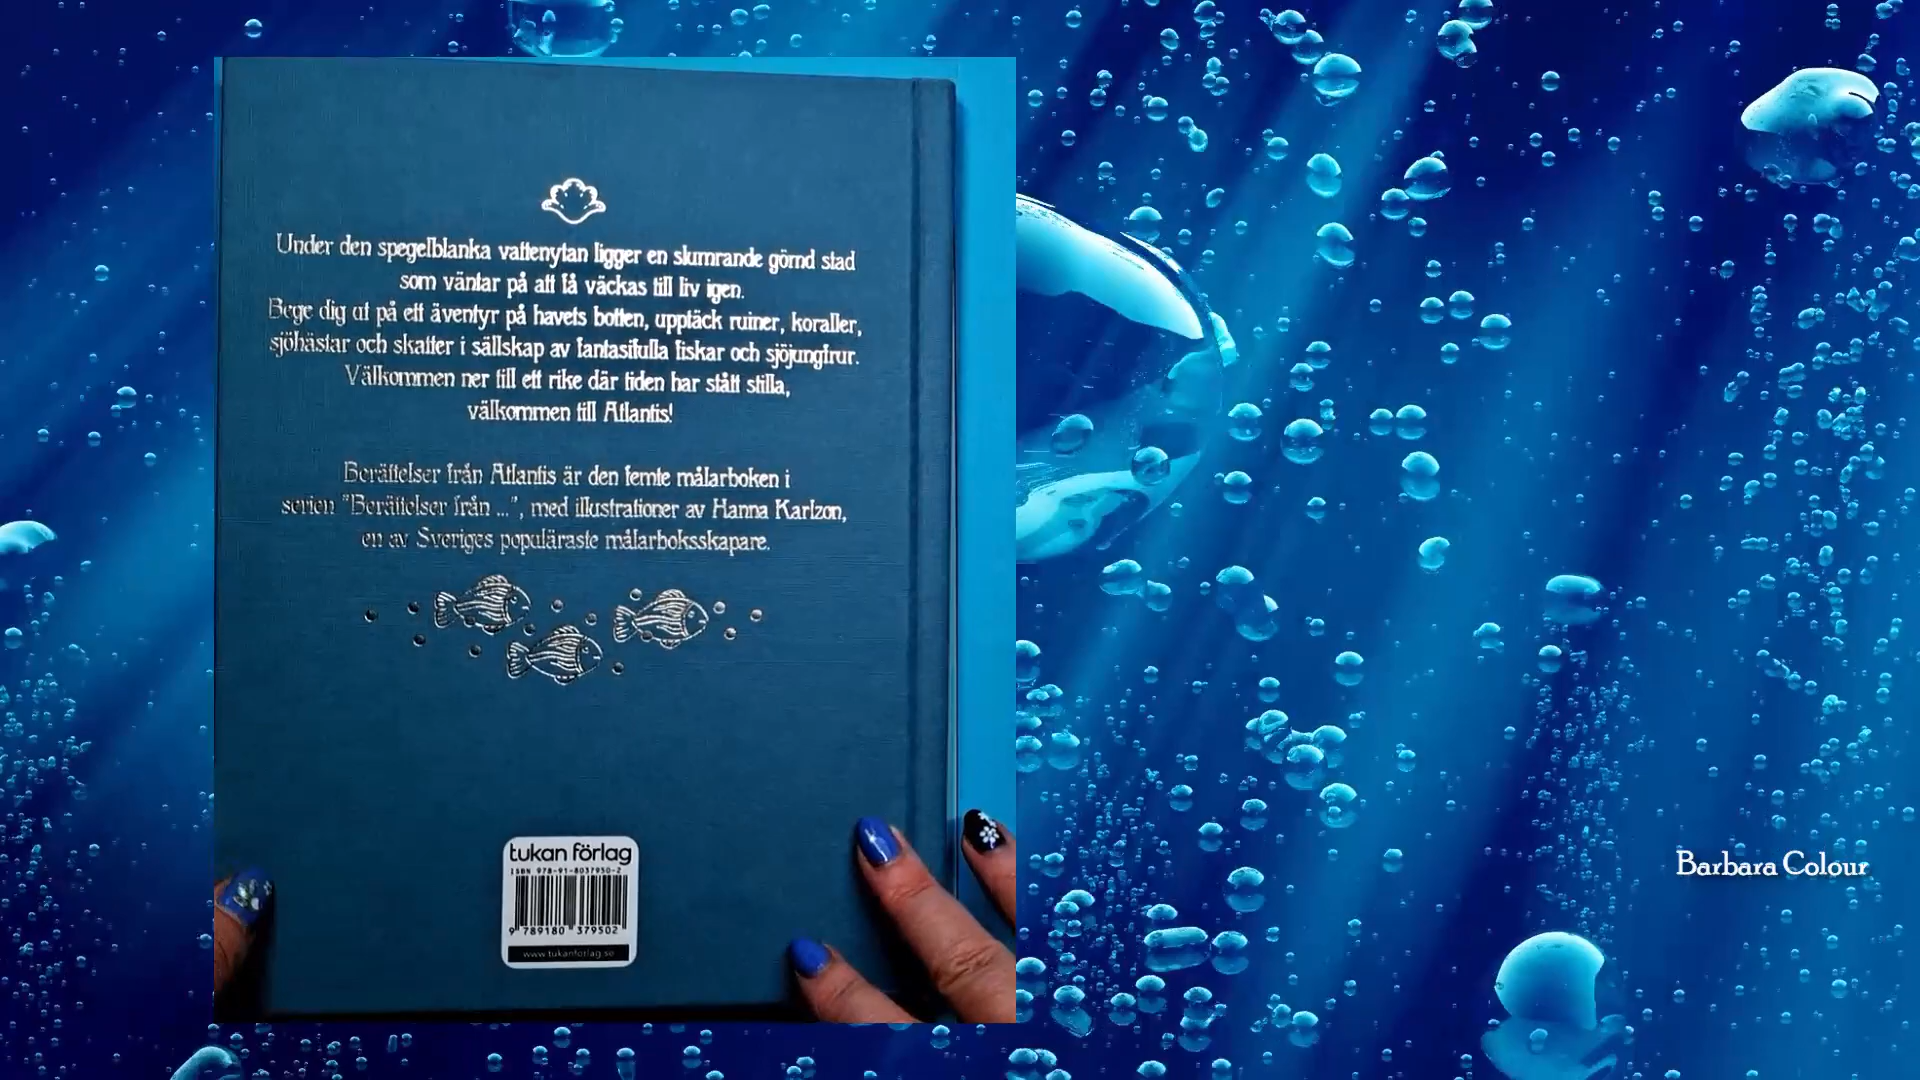 Under den spegelblanka vattenytan ligger en slumrande gömd stad
som väntar på att få väckas till liv igen.
Bege dig ut på ett äventyr på havets botten, upptäck ruiner, koraller,
sjöhästar och skatter i sällskap av fantasifulla fiskar och sjöjungfrur.
Välkommen ner till ett rike där tiden har stått stilla,
välkommen till Atlantis!
Berättelser från Atlantis är den femte målarboken i
serien "Berättelser från ...", med illustrationer av Hanna Karlzon,
en av Sveriges populäraste målarboksskapare.
tukan förlag
ISBN 978-91-8037950-2
9 789180 379502
www.tukanforlag.se
Barbara Colour